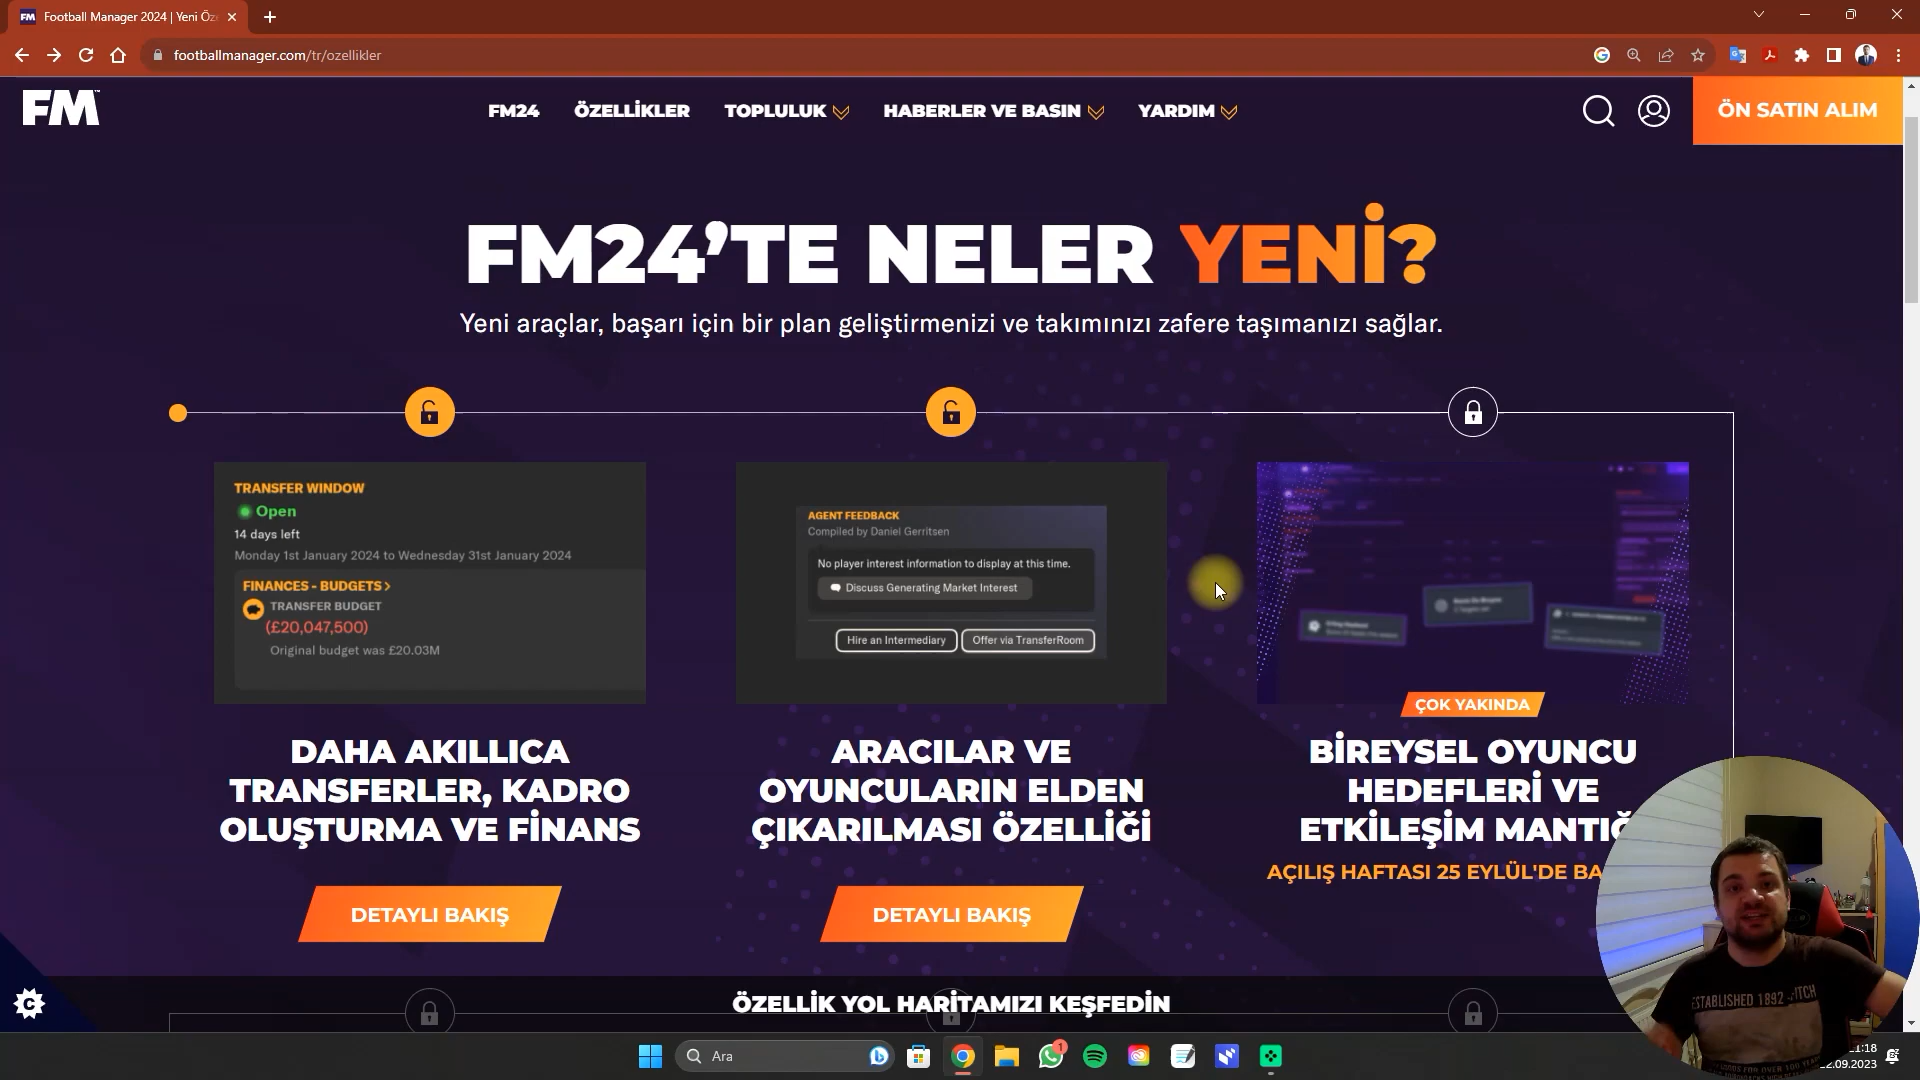 Football Manager 2024 | Yeni Öz
footballmanager.com/tr/ozellikler
FM
FM24
ÖZELLİKLER
TOPLULUK
HABERLER VE BASIN
YARDIM
ÖN SATIN ALIM
FM24'TE NELER YENİ?
Yeni araçlar, başarı için bir plan geliştirmenizi ve takımınızı zafere taşımanızı sağlar.
TRANSFER WINDOW
Open
14 days left
Monday 1st January 2024 to Wednesday 31st January 2024
FINANCES - BUDGETS >
TRANSFER BUDGET
(£20,047,500)
Original budget was £20.03M
AGENT FEEDBACK
Compiled by Daniel Gerritsen
No player interest information to display at this time.
Discuss Generating Market Interest
Hire an Intermediary
Offer via TransferRoom
ÇOK YAKINDA
DAHA AKILLICA
TRANSFERLER, KADRO
OLUŞTURMA VE FİNANS
ARACILAR VE
OYUNCULARIN ELDEN
ÇIKARILMASI ÖZELLİĞİ
BİREYSEL OYUNCU
HEDEFLERİ VE
ETKİLEŞİM MANTIĞ
AÇILIŞ HAFTASI 25 EYLÜL'DE BA
DETAYLI BAKIŞ
DETAYLI BAKIŞ
ÖZELLİK YOL HARİTAMIZI KEŞFEDİN
ESTABLISHED 1892
Ara
1